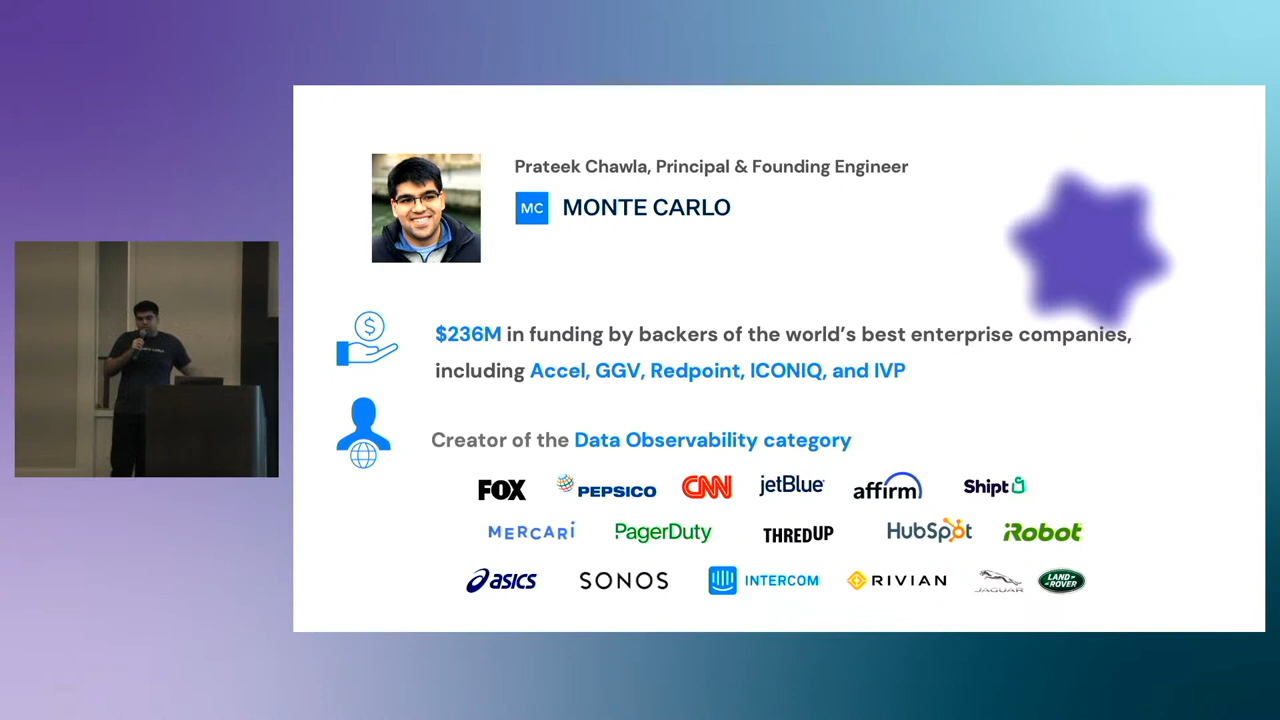 Prateek Chawla, Principal & Founding Engineer
MC MONTE CARLO
$
$236M in funding by backers of the world’s best enterprise companies,
including Accel, GGV, Redpoint, ICONIQ, and IVP
Creator of the Data Observability category
FOX PEPSICO CNN jetBlue affirm Shipt
MERCARI PagerDuty THREDUP HubSpot iRobot
asics SONOS INTERCOM RIVIAN JAGUAR LAND-ROVER